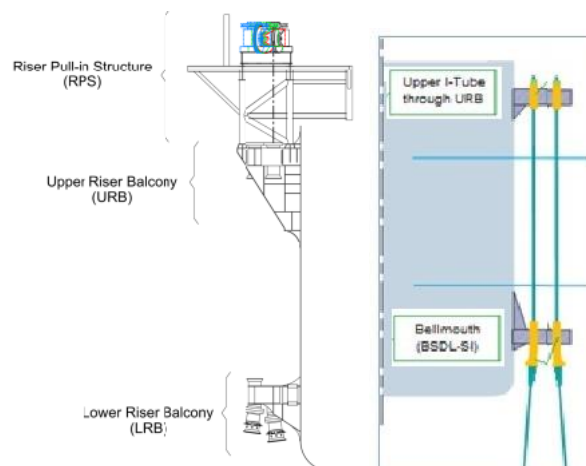 Riser Pull-in Structure
(RPS)
Upper Riser Balcony
(URB)
Lower Riser Balcony
(LRB)
Upper I-Tube
through URB
Bellmouth
(BSDL-SI)